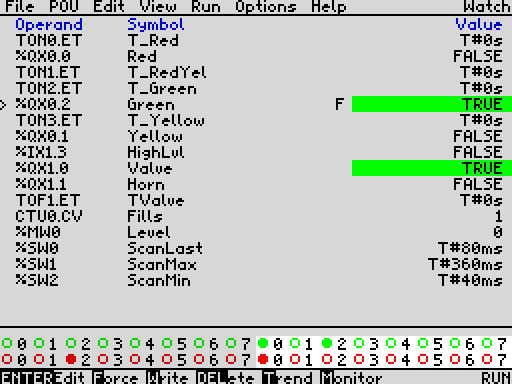 File POU Edit View Run Options Help Watch
Operand Symbol Value
TON0.ET T_Red T#0s
%QX0.0 Red FALSE
TON1.ET T_RedYel T#0s
TON2.ET T_Green T#0s
%QX0.2 Green F TRUE
TON3.ET T_Yellow T#0s
%QX0.1 Yellow FALSE
%IX1.3 HighLvl FALSE
%QX1.0 Valve TRUE
%QX1.1 Horn FALSE
TOF1.ET TValve T#0s
CTU0.CV Fills 1
%MW0 Level 0
%SW0 ScanLast T#80ms
%SW1 ScanMax T#360ms
%SW2 ScanMin T#40ms
0 1 2 3 4 5 6 7 0 1 2 3 4 5 6 7
0 1 2 3 4 5 6 7 0 1 2 3 4 5 6 7
ENTEREdit Force Write DELete Trend Monitor RUN